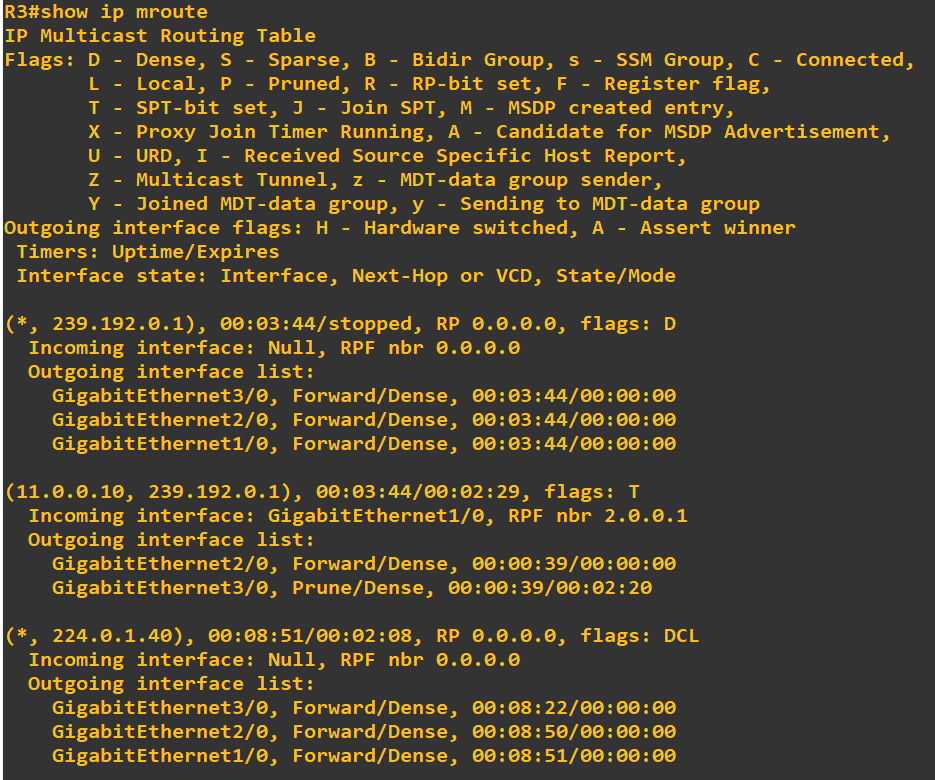 R3#show ip mroute
IP Multicast Routing Table
Flags: D - Dense, S - Sparse, B - Bidir Group, s - SSM Group, C - Connected,
       L - Local, P - Pruned, R - RP-bit set, F - Register flag,
       T - SPT-bit set, J - Join SPT, M - MSDP created entry,
       X - Proxy Join Timer Running, A - Candidate for MSDP Advertisement,
       U - URD, I - Received Source Specific Host Report,
       Z - Multicast Tunnel, z - MDT-data group sender,
       Y - Joined MDT-data group, y - Sending to MDT-data group
Outgoing interface flags: H - Hardware switched, A - Assert winner
 Timers: Uptime/Expires
 Interface state: Interface, Next-Hop or VCD, State/Mode

(*, 239.192.0.1), 00:03:44/stopped, RP 0.0.0.0, flags: D
  Incoming interface: Null, RPF nbr 0.0.0.0
  Outgoing interface list:
    GigabitEthernet3/0, Forward/Dense, 00:03:44/00:00:00
    GigabitEthernet2/0, Forward/Dense, 00:03:44/00:00:00
    GigabitEthernet1/0, Forward/Dense, 00:03:44/00:00:00

(11.0.0.10, 239.192.0.1), 00:03:44/00:02:29, flags: T
  Incoming interface: GigabitEthernet1/0, RPF nbr 2.0.0.1
  Outgoing interface list:
    GigabitEthernet2/0, Forward/Dense, 00:00:39/00:00:00
    GigabitEthernet3/0, Prune/Dense, 00:00:39/00:02:20

(*, 224.0.1.40), 00:08:51/00:02:08, RP 0.0.0.0, flags: DCL
  Incoming interface: Null, RPF nbr 0.0.0.0
  Outgoing interface list:
    GigabitEthernet3/0, Forward/Dense, 00:08:22/00:00:00
    GigabitEthernet2/0, Forward/Dense, 00:08:50/00:00:00
    GigabitEthernet1/0, Forward/Dense, 00:08:51/00:00:00